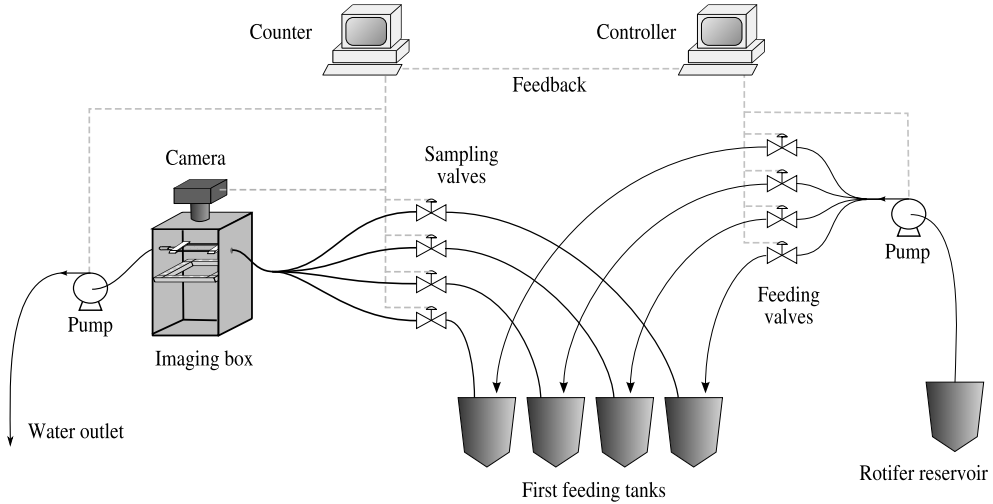 Counter
Controller
Feedback
Camera
Sampling
valves
Pump
Pump
Imaging box
Feeding
valves
Water outlet
First feeding tanks
Rotifer reservoir